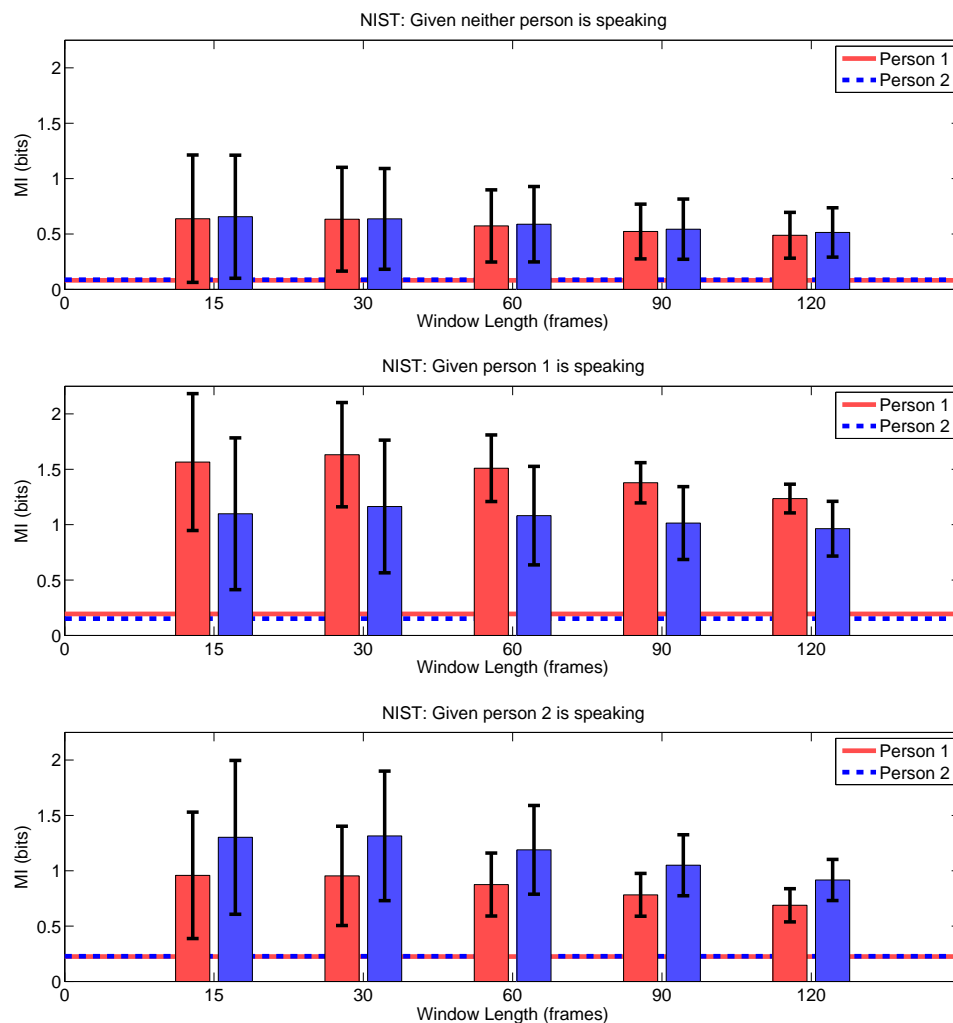 NIST: Given neither person is speaking
2
1.5
1
0.5
0
MI (bits)
Person 1
Person 2
0 15 30 60 90 120
Window Length (frames)
NIST: Given person 1 is speaking
2
1.5
1
0.5
0
MI (bits)
Person 1
Person 2
0 15 30 60 90 120
Window Length (frames)
NIST: Given person 2 is speaking
2
1.5
1
0.5
0
MI (bits)
Person 1
Person 2
0 15 30 60 90 120
Window Length (frames)